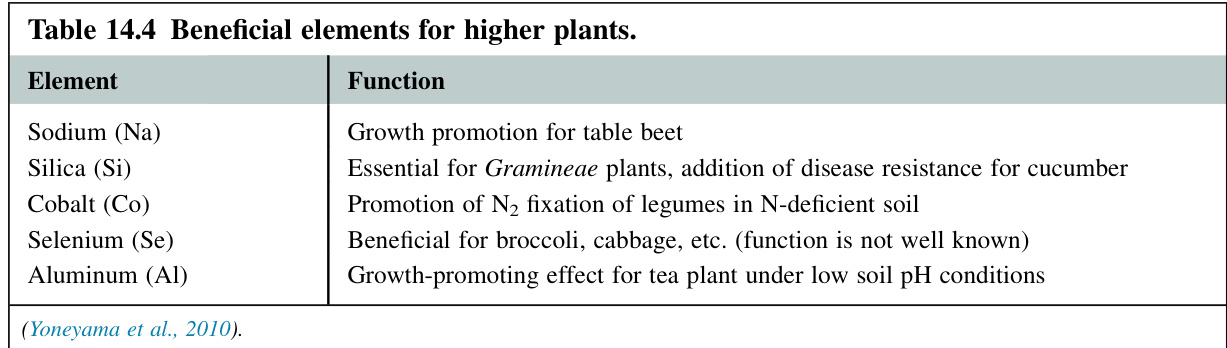 Table 14.4 Beneficial elements for higher plants.
Element Function
Sodium (Na) Growth promotion for table beet
Silica (Si) Essential for Gramineae plants, addition of disease resistance for cucumber
Cobalt (Co) Promotion of N₂ fixation of legumes in N-deficient soil
Selenium (Se) Beneficial for broccoli, cabbage, etc. (function is not well known)
Aluminum (Al) Growth-promoting effect for tea plant under low soil pH conditions
(Yoneyama et al., 2010).